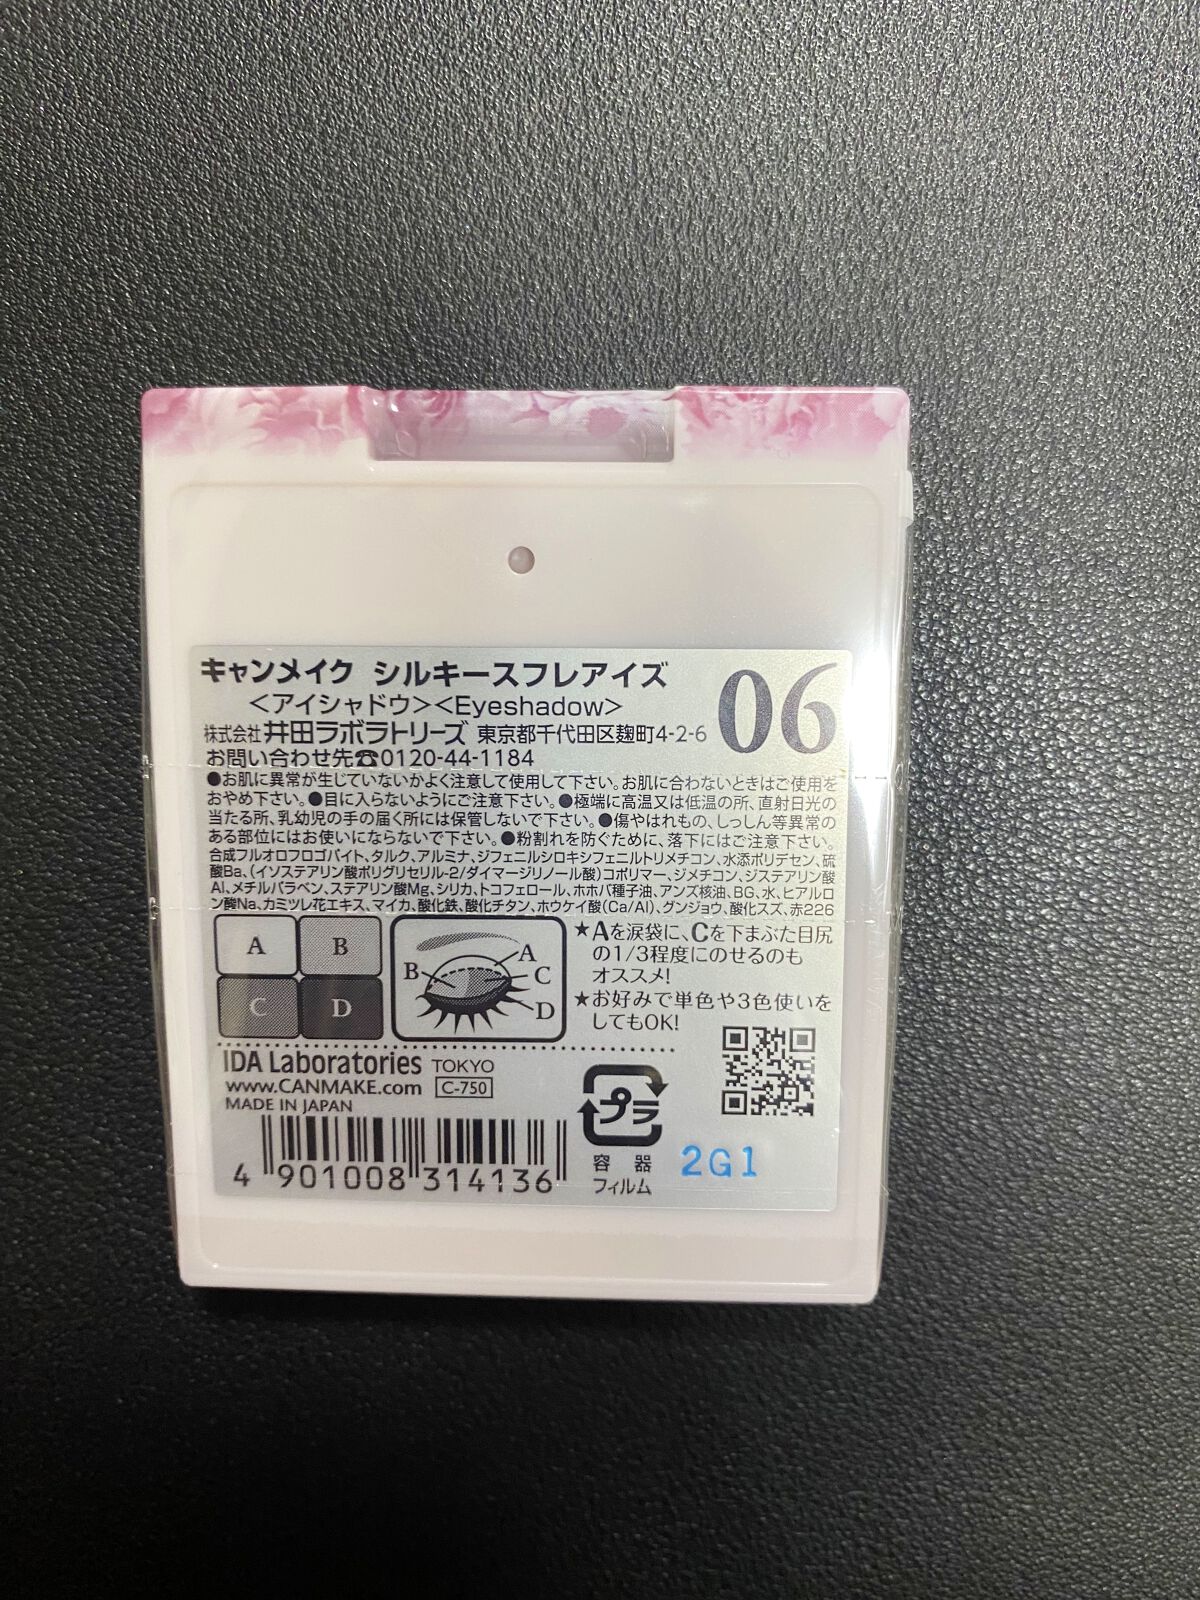 キャンメイク シルキースフレアイズ
06
<アイシャドウ><Eyeshadow>
株式会社 井田ラボラトリーズ 東京都千代田区麹町4-2-6
お問い合わせ先☎0120-44-1184
●お肌に異常が生じていないかよく注意して使用して下さい。お肌に合わないときはご使用を
おやめ下さい。●目に入らないようにご注意下さい。●極端に高温又は低温の所、直射日光の
当たる所、乳幼児の手の届く所には保管しないで下さい。●傷やはれもの、しっしん等異常の
ある部位にはお使いにならないで下さい。●粉割れを防ぐために、落下にはご注意下さい。
合成フルオロフロゴパイト、タルク、アルミナ、ジフェニルシロキシフェニルトリメチコン、水添ポリデセン、硫
酸Ba、(イソステアリン酸ポリグリセリル-2/ダイマージリノール酸)コポリマー、ジメチコン、ジステアリン酸
Al、メチルパラベン、ステアリン酸Mg、シリカ、トコフェロール、ホホバ種子油、アンズ核油、BG、水、ヒアルロ
ン酸Na、カミツレ花エキス、マイカ、酸化鉄、酸化チタン、ホウケイ酸(Ca/Al)、グンジョウ、酸化スズ、赤226
A B
C D
B A
C
D
★Aを涙袋に、Cを下まぶた目尻
の1/3程度にのせるのも
オススメ!
★お好みで単色や3色使いを
してもOK!
IDA Laboratories TOKYO
www.CANMAKE.com C-750
MADE IN JAPAN
4 901008 314136
プラ
容器
フィルム
2G1